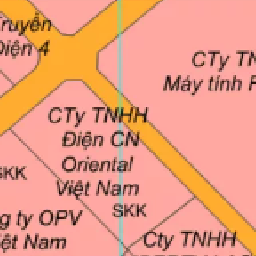 ruyền
Điện 4
CTy TN
Máy tính F
CTy TNHH
Điện CN
Oriental
Việt Nam
SKK
SKK
g ty OPV
ệt Nam
Cty TNHH